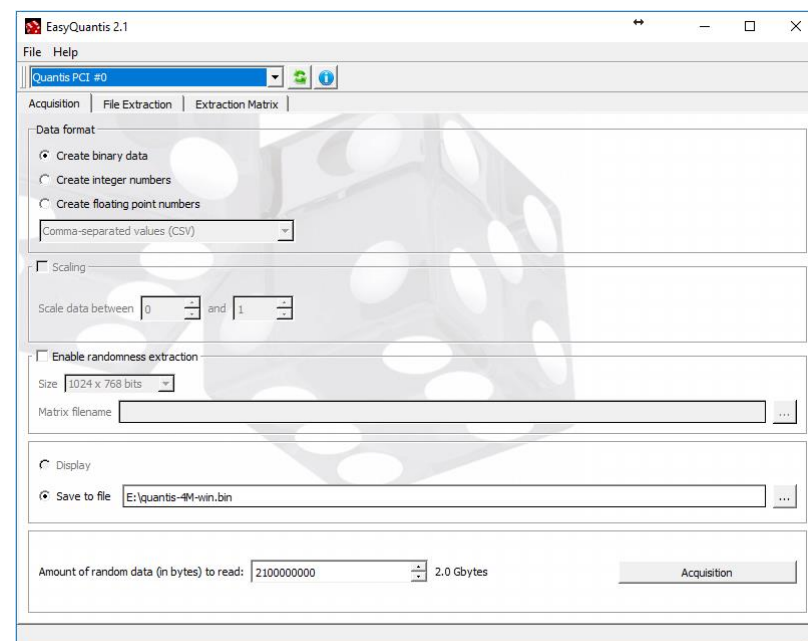 EasyQuantis 2.1
File Help
Quantis PCI #0
Acquisition File Extraction Extraction Matrix
Data format
Create binary data
Create integer numbers
Create floating point numbers
Comma-separated values (CSV)
Scaling
Scale data between 0 and 1
Enable randomness extraction
Size 1024 x 768 bits
Matrix filename ...
Display
Save to file E:\quantis-4M-win.bin ...
Amount of random data (in bytes) to read: 2100000000 2.0 Gbytes Acquisition